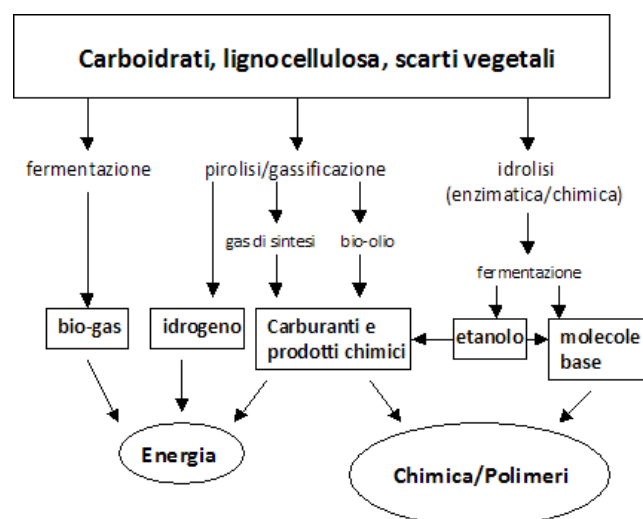 Carboidrati, lignocellulosa, scarti vegetali
fermentazione
pirolisi/gassificazione
idrolisi
(enzimatica/chimica)
gas di sintesi
bio-olio
fermentazione
bio-gas
idrogeno
Carburanti e
prodotti chimici
etanolo
molecole
base
Energia
Chimica/Polimeri